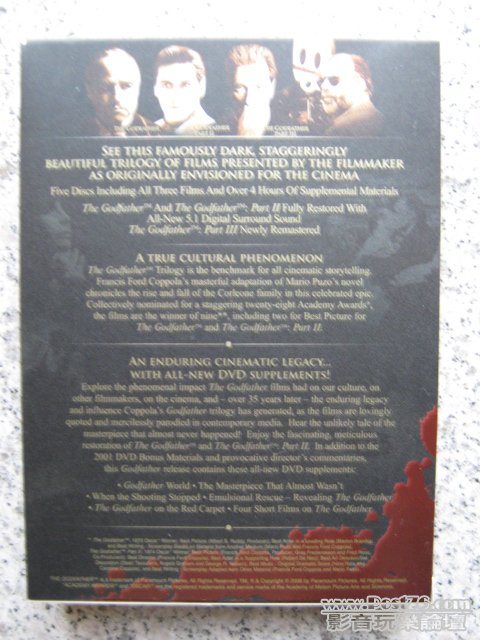 THE GODFATHER
THE GODFATHER
PART II
THE GODFATHER
PART III
SEE THIS FAMOUSLY DARK, STAGGERINGLY
BEAUTIFUL TRILOGY OF FILMS PRESENTED BY THE FILMMAKER
AS ORIGINALLY ENVISIONED FOR THE CINEMA
Five Discs Including All Three Films And Over 4 Hours Of Supplemental Materials
The Godfather™ And The Godfather™: Part II Fully Restored With
All-New 5.1 Digital Surround Sound
The Godfather™: Part III Newly Remastered
A TRUE CULTURAL PHENOMENON
The Godfather™ Trilogy is the benchmark for all cinematic storytelling.
Francis Ford Coppola's masterful adaptation of Mario Puzo's novel
chronicles the rise and fall of the Corleone family in this celebrated epic.
Collectively nominated for a staggering twenty-eight Academy Awards®,
the films are the winner of nine**, including two for Best Picture for
The Godfather™ and The Godfather™: Part II.
AN ENDURING CINEMATIC LEGACY...
WITH ALL-NEW DVD SUPPLEMENTS!
Explore the phenomenal impact The Godfather films had on our culture, on
other filmmakers, on the cinema, and – over 35 years later – the enduring legacy
and influence Coppola's Godfather trilogy has generated, as the films are lovingly
quoted and mercilessly parodied in contemporary media. Hear the unlikely tale of the
masterpiece that almost never happened! Enjoy the fascinating, meticulous
restoration of The Godfather™ and The Godfather™: Part II. In addition to the
2001 DVD Bonus Materials and provocative director's commentaries,
this Godfather release contains these all-new DVD supplements:
• Godfather World • The Masterpiece That Almost Wasn't
• When the Shooting Stopped • Emulsional Rescue – Revealing The Godfather
• The Godfather on the Red Carpet • Four Short Films on The Godfather
www.Post76.com
影音玩樂論壇